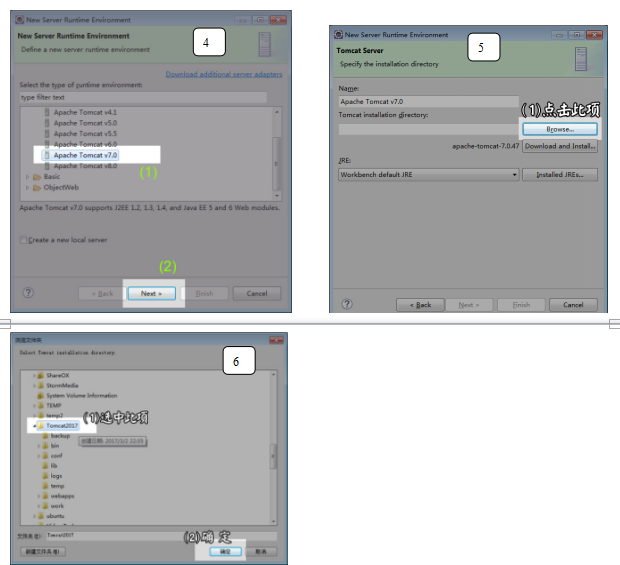 New Server Runtime Environment
New Server Runtime Environment
4
Define a new server runtime environment
Download additional server adapters
Select the type of runtime environment:
type filter text
Apache Tomcat v4.1
Apache Tomcat v5.0
Apache Tomcat v5.5
Apache Tomcat v6.0
Apache Tomcat v7.0
Apache Tomcat v8.0
(1)
Basic
ObjectWeb
Apache Tomcat v7.0 supports J2EE 1.2, 1.3, 1.4, and Java EE 5 and 6 Web modules.
Create a new local server
(2)
< Back
Next >
Finish
Cancel
New Server Runtime Environment
Tomcat Server
5
Specify the installation directory
Name:
Apache Tomcat v7.0
(1)点击此项
Tomcat installation directory:
Browse...
apache-tomcat-7.0.47
Download and Install...
JRE:
Workbench default JRE
Installed JREs...
< Back
Next >
Finish
Cancel
浏览文件夹
6
Select Tomcat installation directory
ShareOX
StormMedia
System Volume Information
TEMP
temp2
(1)选中此项
Tomcat2017
backup
创建日期: 2017/3/1 22:05
bin
conf
lib
logs
temp
webapps
work
ubuntu
文件夹(F):
Tomcat2017
(2)确 定
新建文件夹(N)
确定
取消